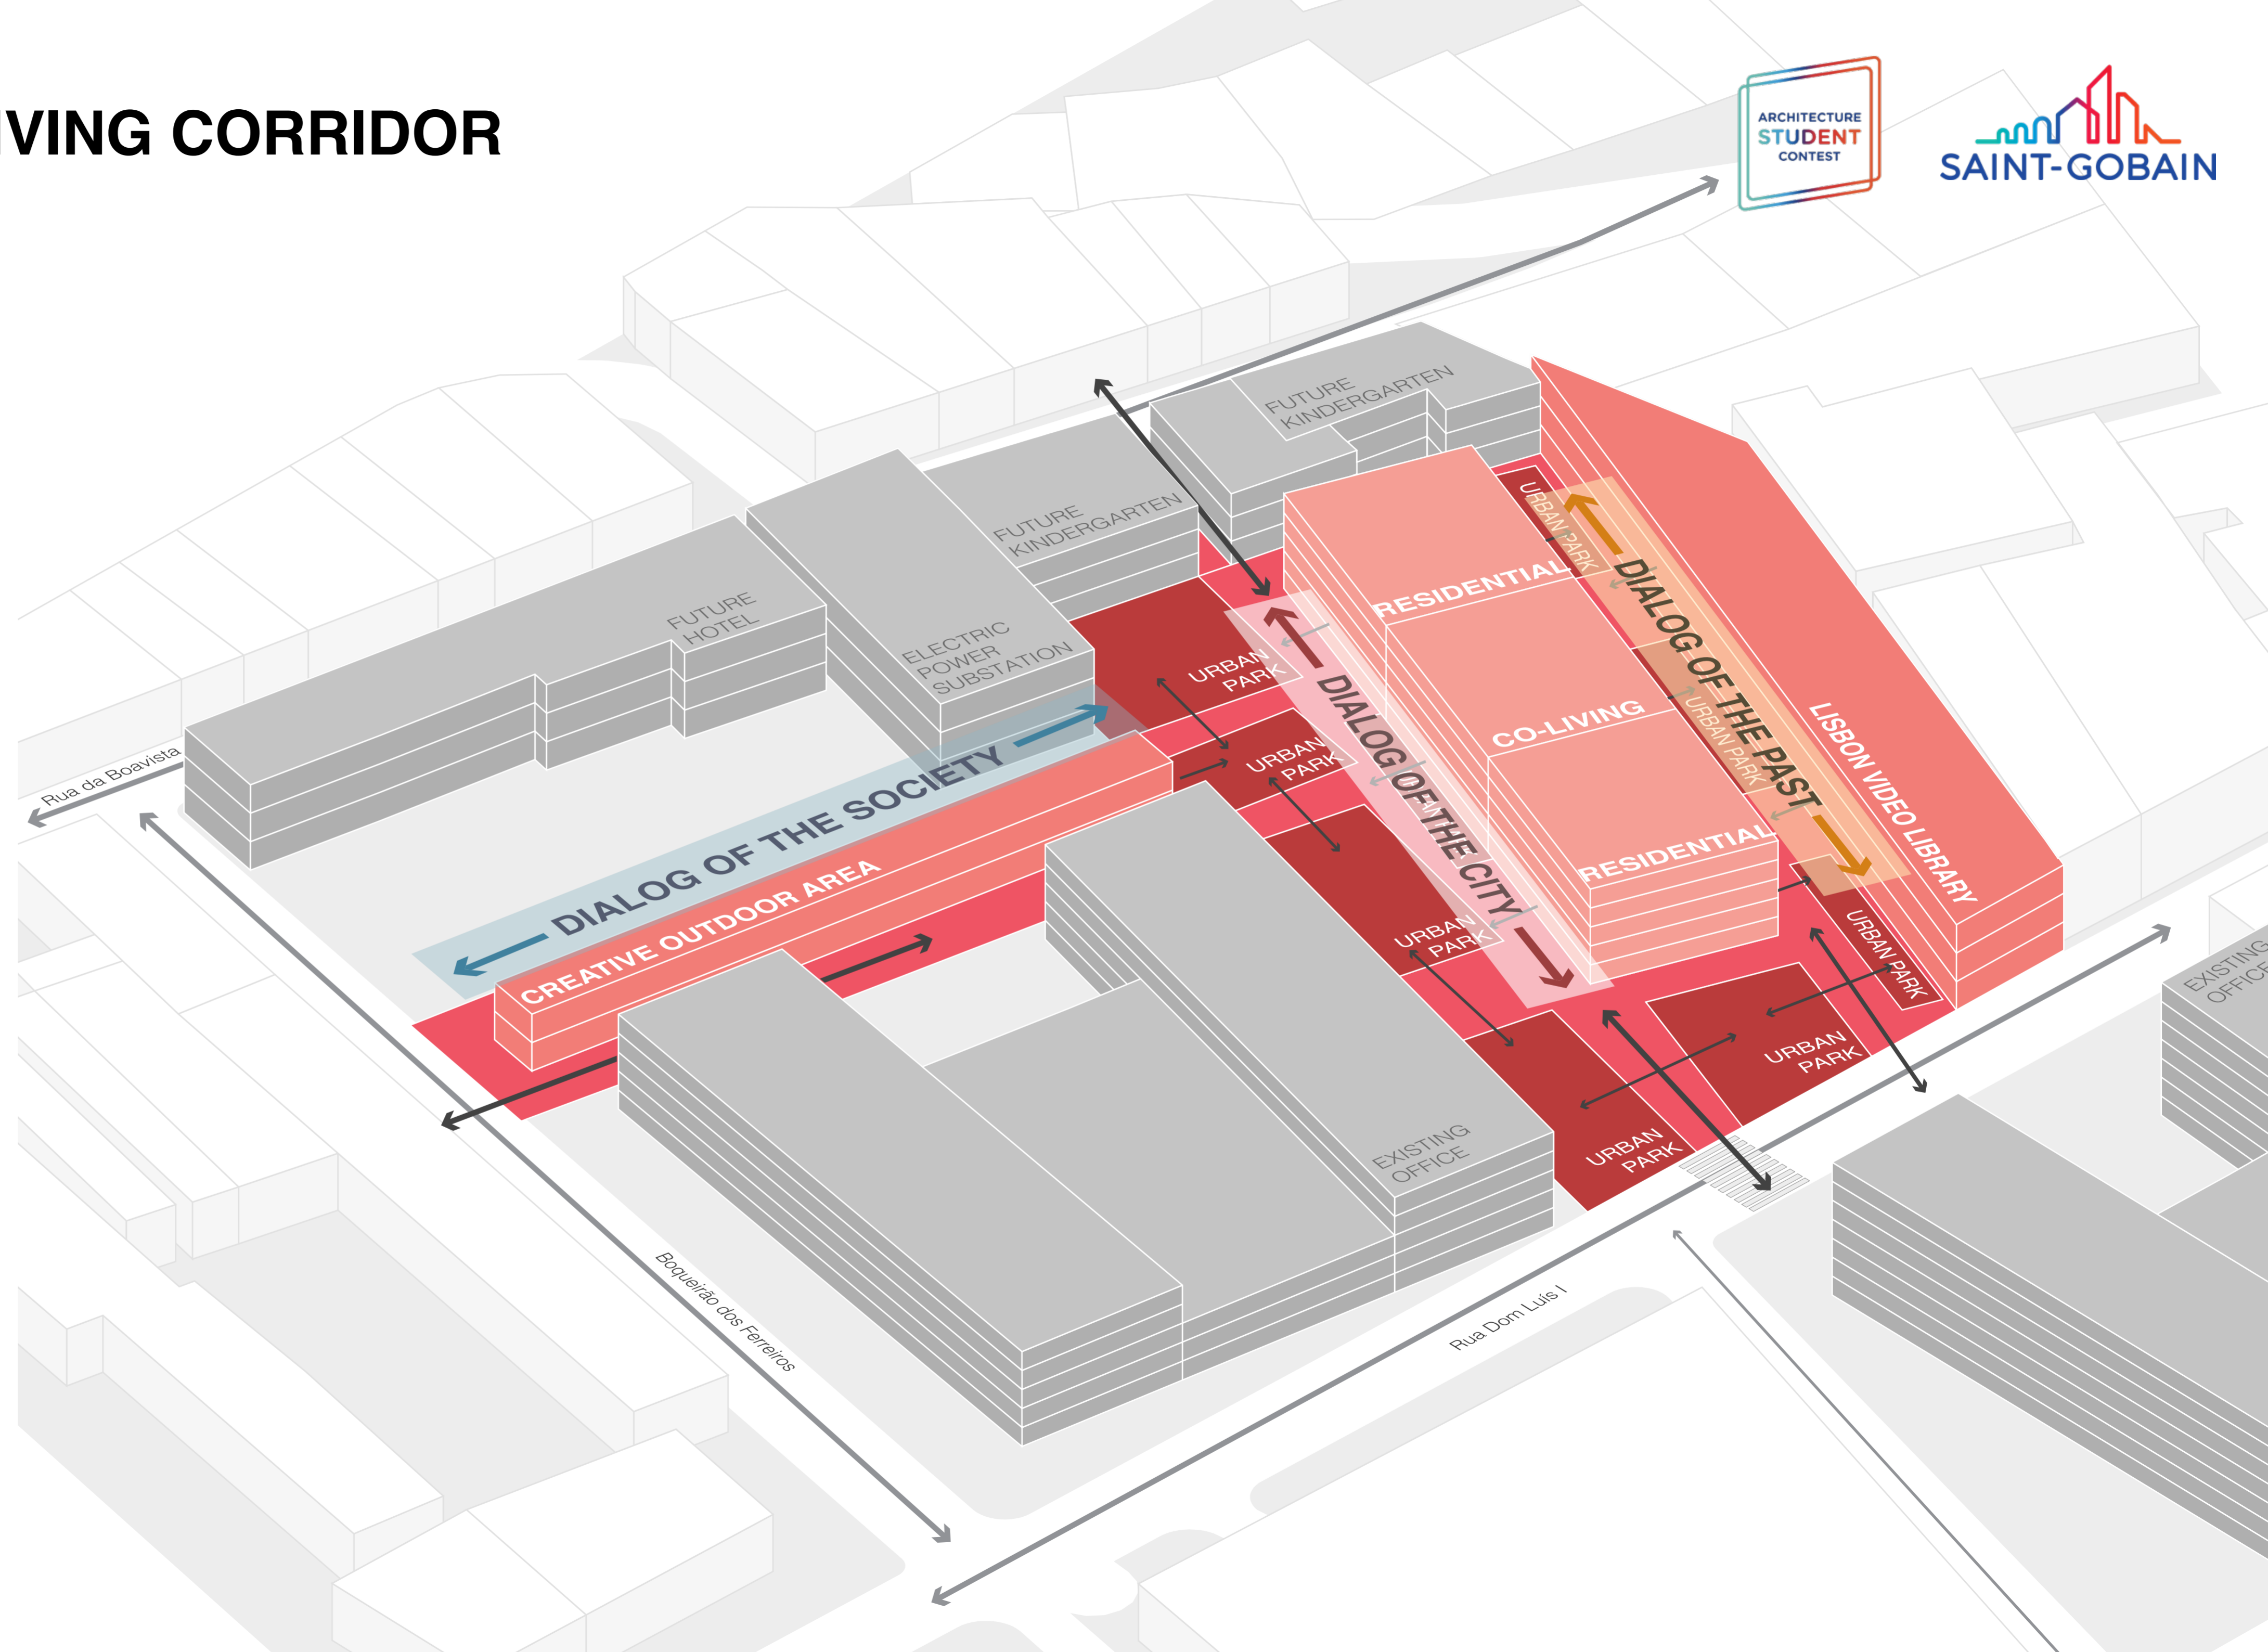 IVING CORRIDOR
ARCHITECTURE
STUDENT
CONTEST
SAINT-GOBAIN
FUTURE
KINDERGARTEN
FUTURE
KINDERGARTEN
FUTURE
HOTEL
ELECTRIC
POWER
SUBSTATION
Rua da Boavista
RESIDENTIAL
CO-LIVING
RESIDENTIAL
URBAN PARK
URBAN PARK
URBAN PARK
DIALOG OF THE PAST
LISBON VIDEO LIBRARY
DIALOG OF THE CITY
URBAN
PARK
URBAN
PARK
URBAN
PARK
URBAN
PARK
URBAN
PARK
DIALOG OF THE SOCIETY
CREATIVE OUTDOOR AREA
EXISTING
OFFICE
EXISTING
OFFICE
Boqueirão dos Ferreiros
Rua Dom Luís I